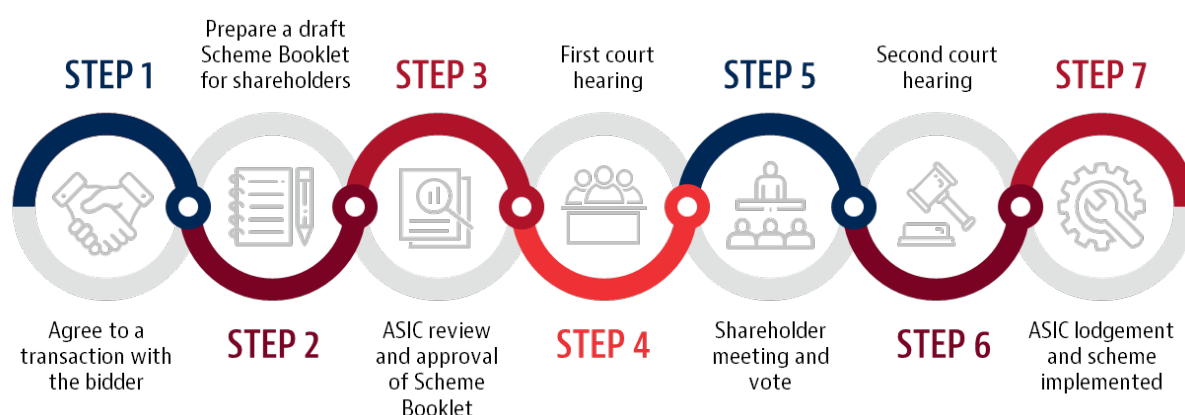 STEP 1
Agree to a
transaction with
the bidder
Prepare a draft
Scheme Booklet
for shareholders
STEP 2
STEP 3
ASIC review
and approval
of Scheme
Booklet
First court
hearing
STEP 4
STEP 5
Shareholder
meeting and
vote
Second court
hearing
STEP 6
STEP 7
ASIC lodgement
and scheme
implemented